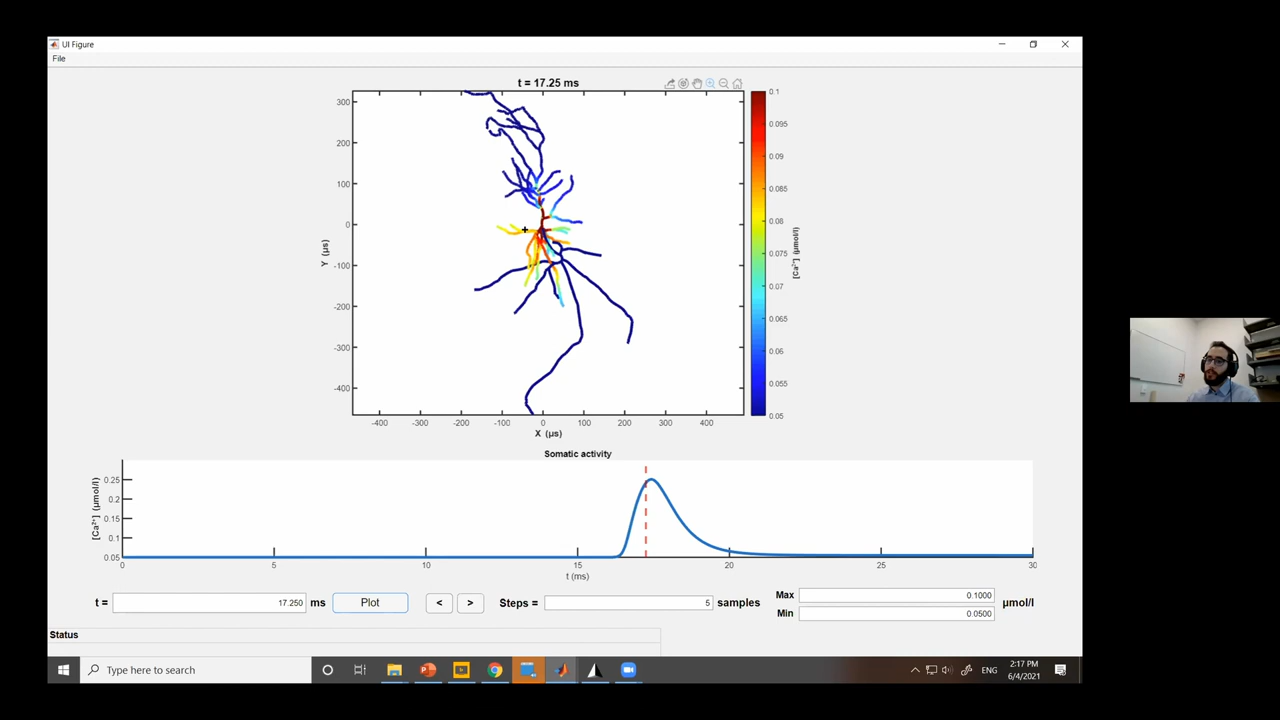 UI Figure
File
t = 17.25 ms
300
200
100
0
-100
-200
-300
-400
Y (µs)
-400 -300 -200 -100 0 100 200 300 400
X (µs)
0.1
0.095
0.09
0.085
0.08
0.075
0.07
0.065
0.06
0.055
0.05
[Ca²⁺] (µmol/l)
Somatic activity
[Ca²⁺] (µmol/l)
0.25
0.2
0.15
0.1
0.05
0 5 10 15 20 25 30
t (ms)
t = 17.250 ms Plot < > Steps = 5 samples
Max 0.1000
Min 0.0500
µmol/l
Status
Type here to search
ENG
2:17 PM
6/4/2021